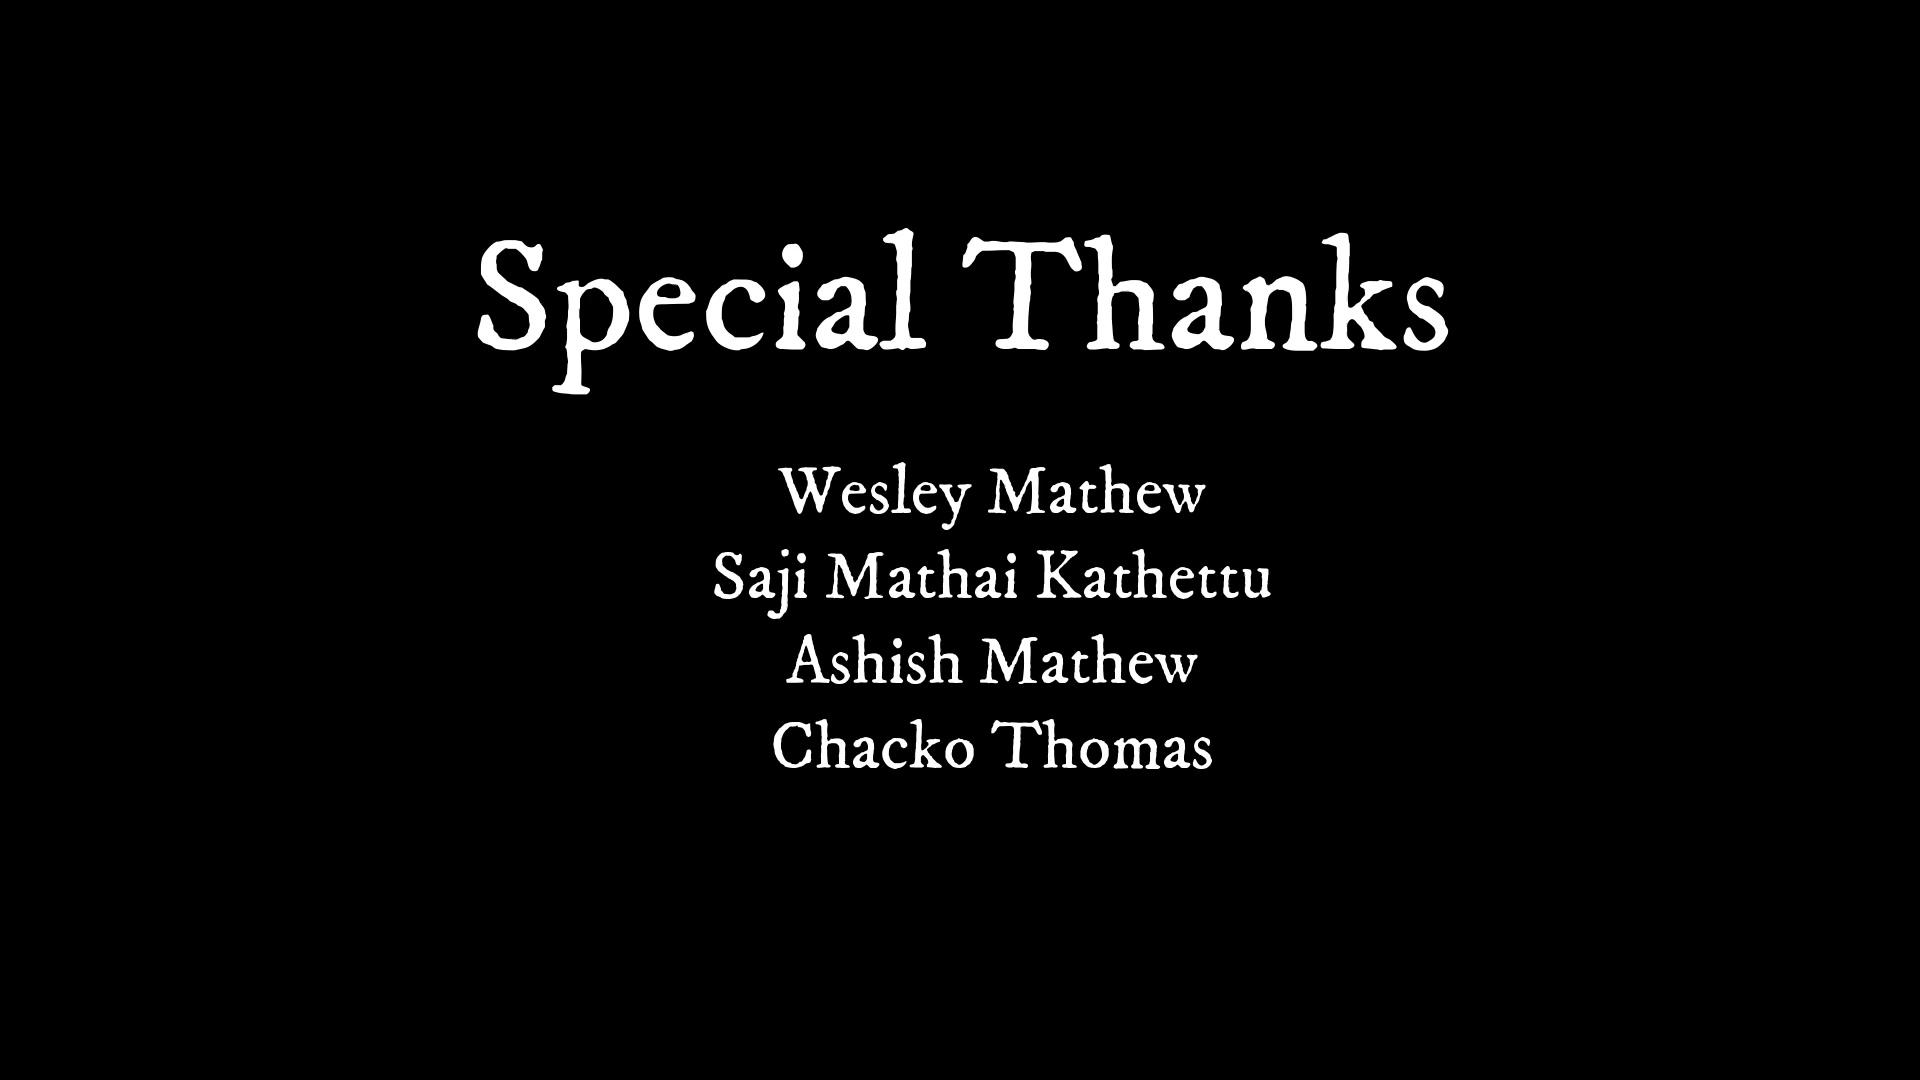 Special Thanks
Wesley Mathew
Saji Mathai Kathettu
Ashish Mathew
Chacko Thomas